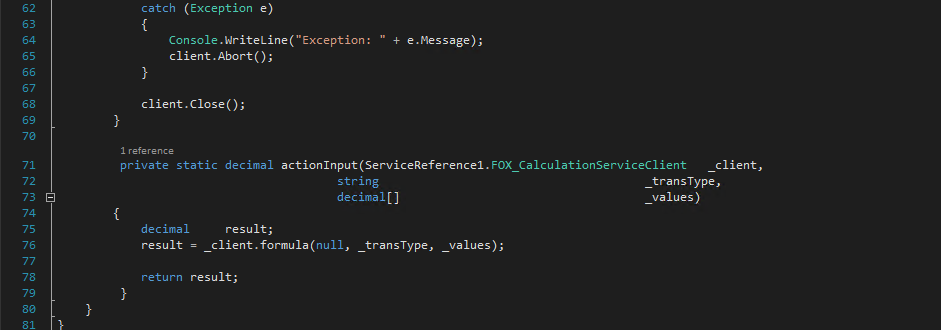 62 catch (Exception e)
63 {
64 Console.WriteLine("Exception: " + e.Message);
65 client.Abort();
66 }
67
68 client.Close();
69 }
70
1 reference
71 private static decimal actionInput(ServiceReference1.FOX_CalculationServiceClient _client,
72 string _transType,
73 decimal[] _values)
74 {
75 decimal result;
76 result = _client.formula(null, _transType, _values);
77
78 return result;
79 }
80 }
81 }